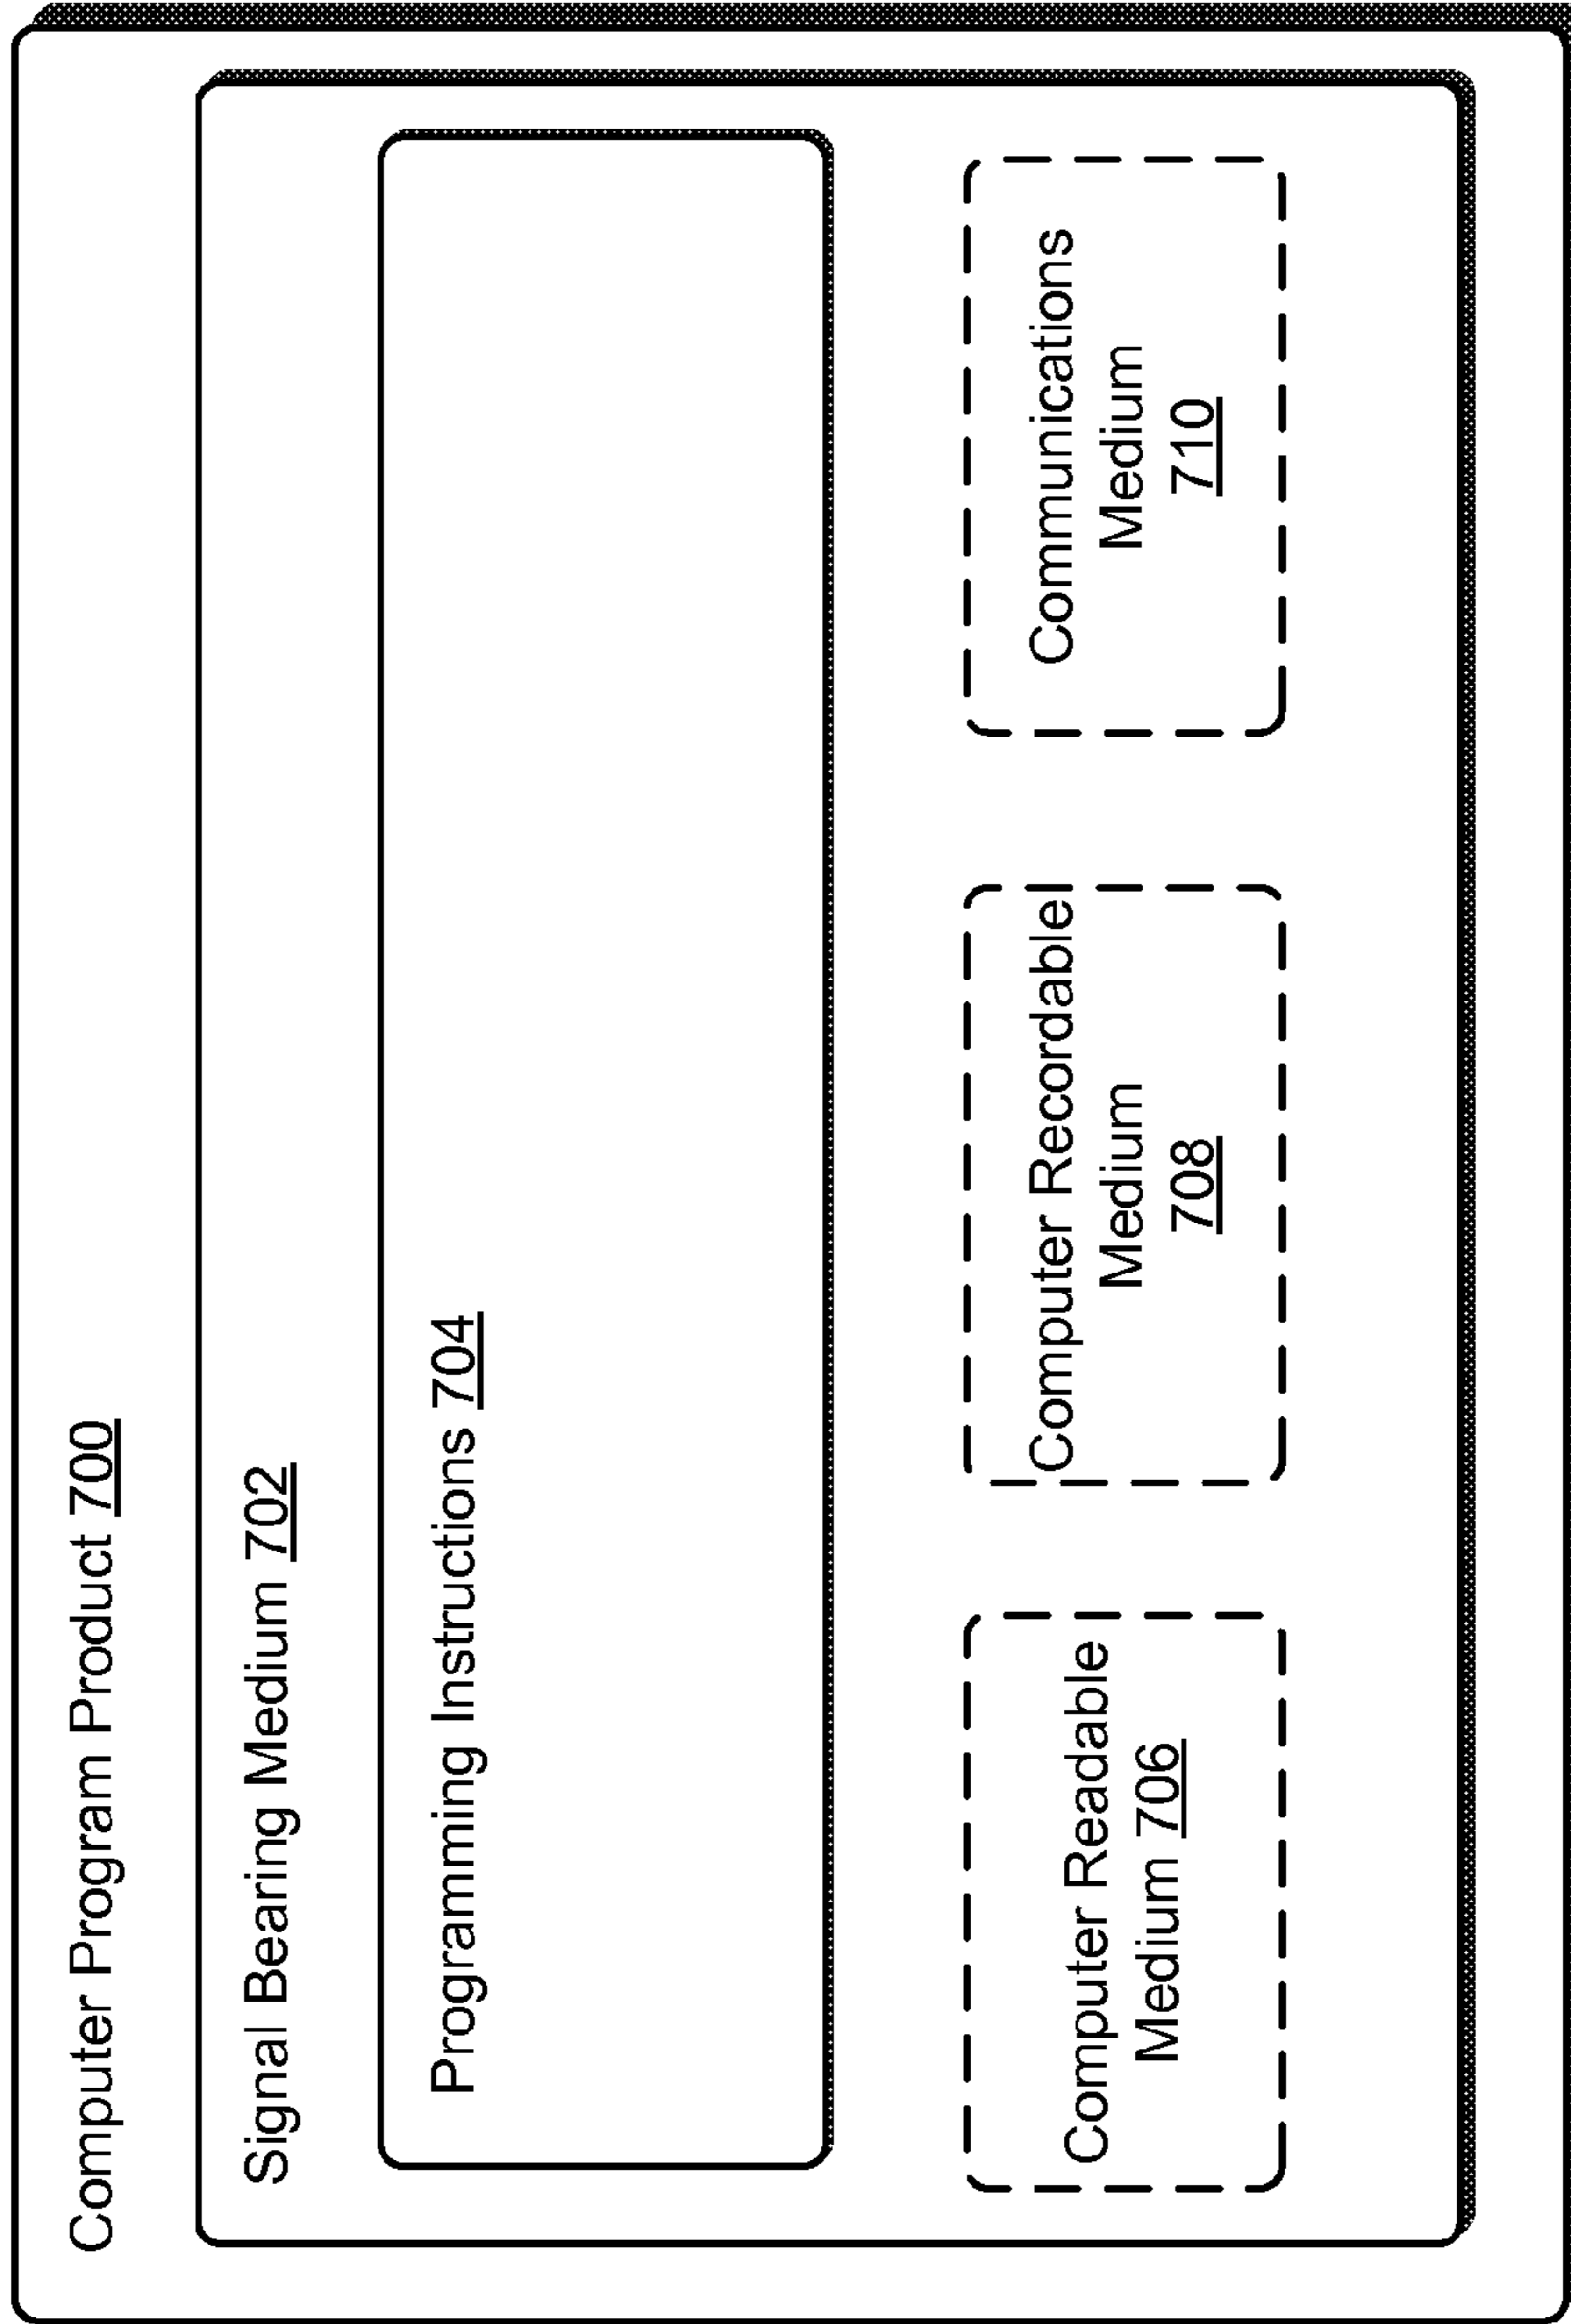 Computer Program Product 700
Signal Bearing Medium 702
Programming Instructions 704
Computer Readable
Medium 706
Computer Recordable
Medium
708
Communications
Medium
710